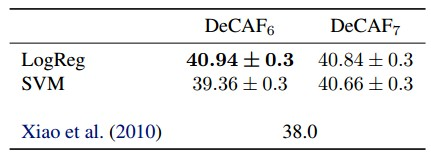 DeCAF₆ DeCAF₇
LogReg 40.94 ± 0.3 40.84 ± 0.3
SVM 39.36 ± 0.3 40.66 ± 0.3
Xiao et al. (2010) 38.0